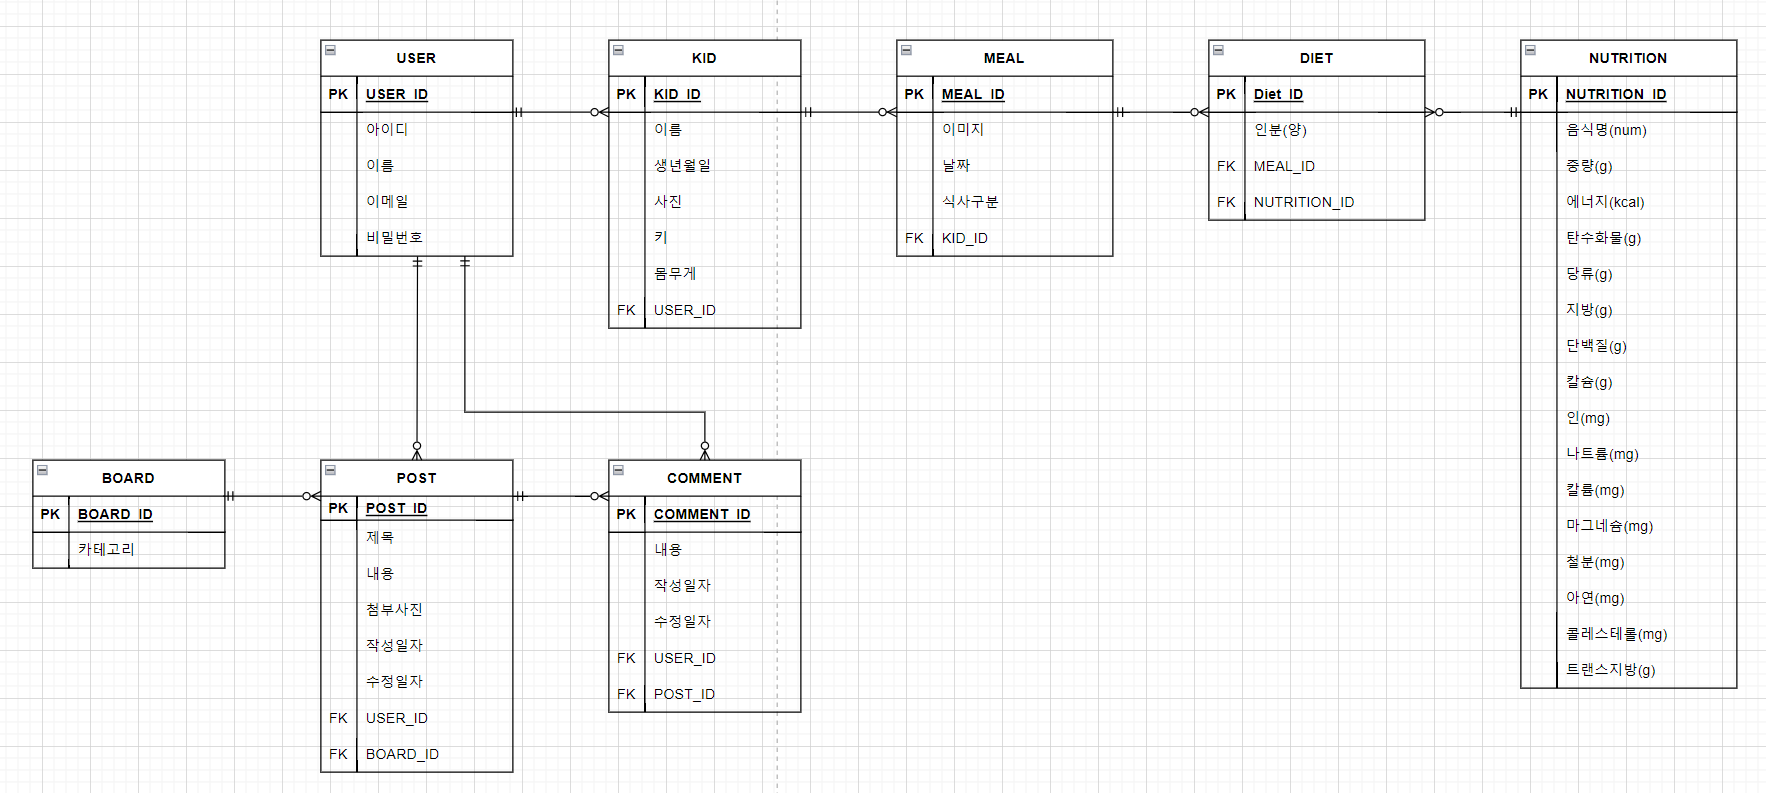 USER
PK USER_ID
아이디
이름
이메일
비밀번호
KID
PK KID_ID
이름
생년월일
사진
키
몸무게
FK USER_ID
MEAL
PK MEAL_ID
이미지
날짜
식사구분
FK KID_ID
DIET
PK Diet_ID
인분(양)
FK MEAL_ID
FK NUTRITION_ID
NUTRITION
PK NUTRITION_ID
음식명(num)
중량(g)
에너지(kcal)
탄수화물(g)
당류(g)
지방(g)
단백질(g)
칼슘(g)
인(mg)
나트륨(mg)
칼륨(mg)
마그네슘(mg)
철분(mg)
아연(mg)
콜레스테롤(mg)
트랜스지방(g)
BOARD
PK BOARD_ID
카테고리
POST
PK POST_ID
제목
내용
첨부사진
작성일자
수정일자
FK USER_ID
FK BOARD_ID
COMMENT
PK COMMENT_ID
내용
작성일자
수정일자
FK USER_ID
FK POST_ID